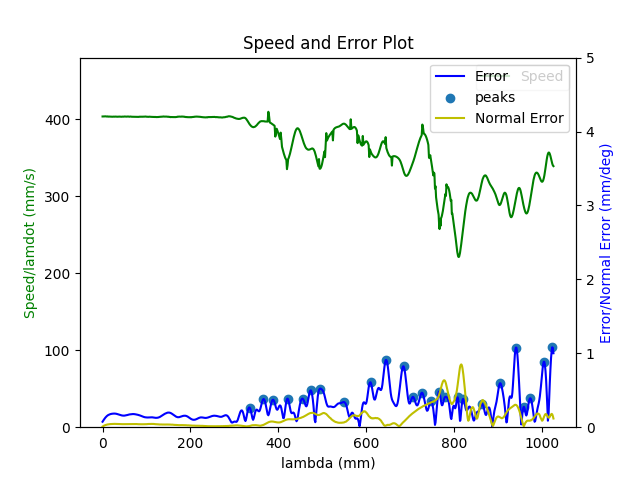 Speed and Error Plot
Error
Speed
peaks
Normal Error
Speed/lamdot (mm/s)
Error/Normal Error (mm/deg)
400
300
200
100
0
5
4
3
2
1
0
0 200 400 600 800 1000
lambda (mm)